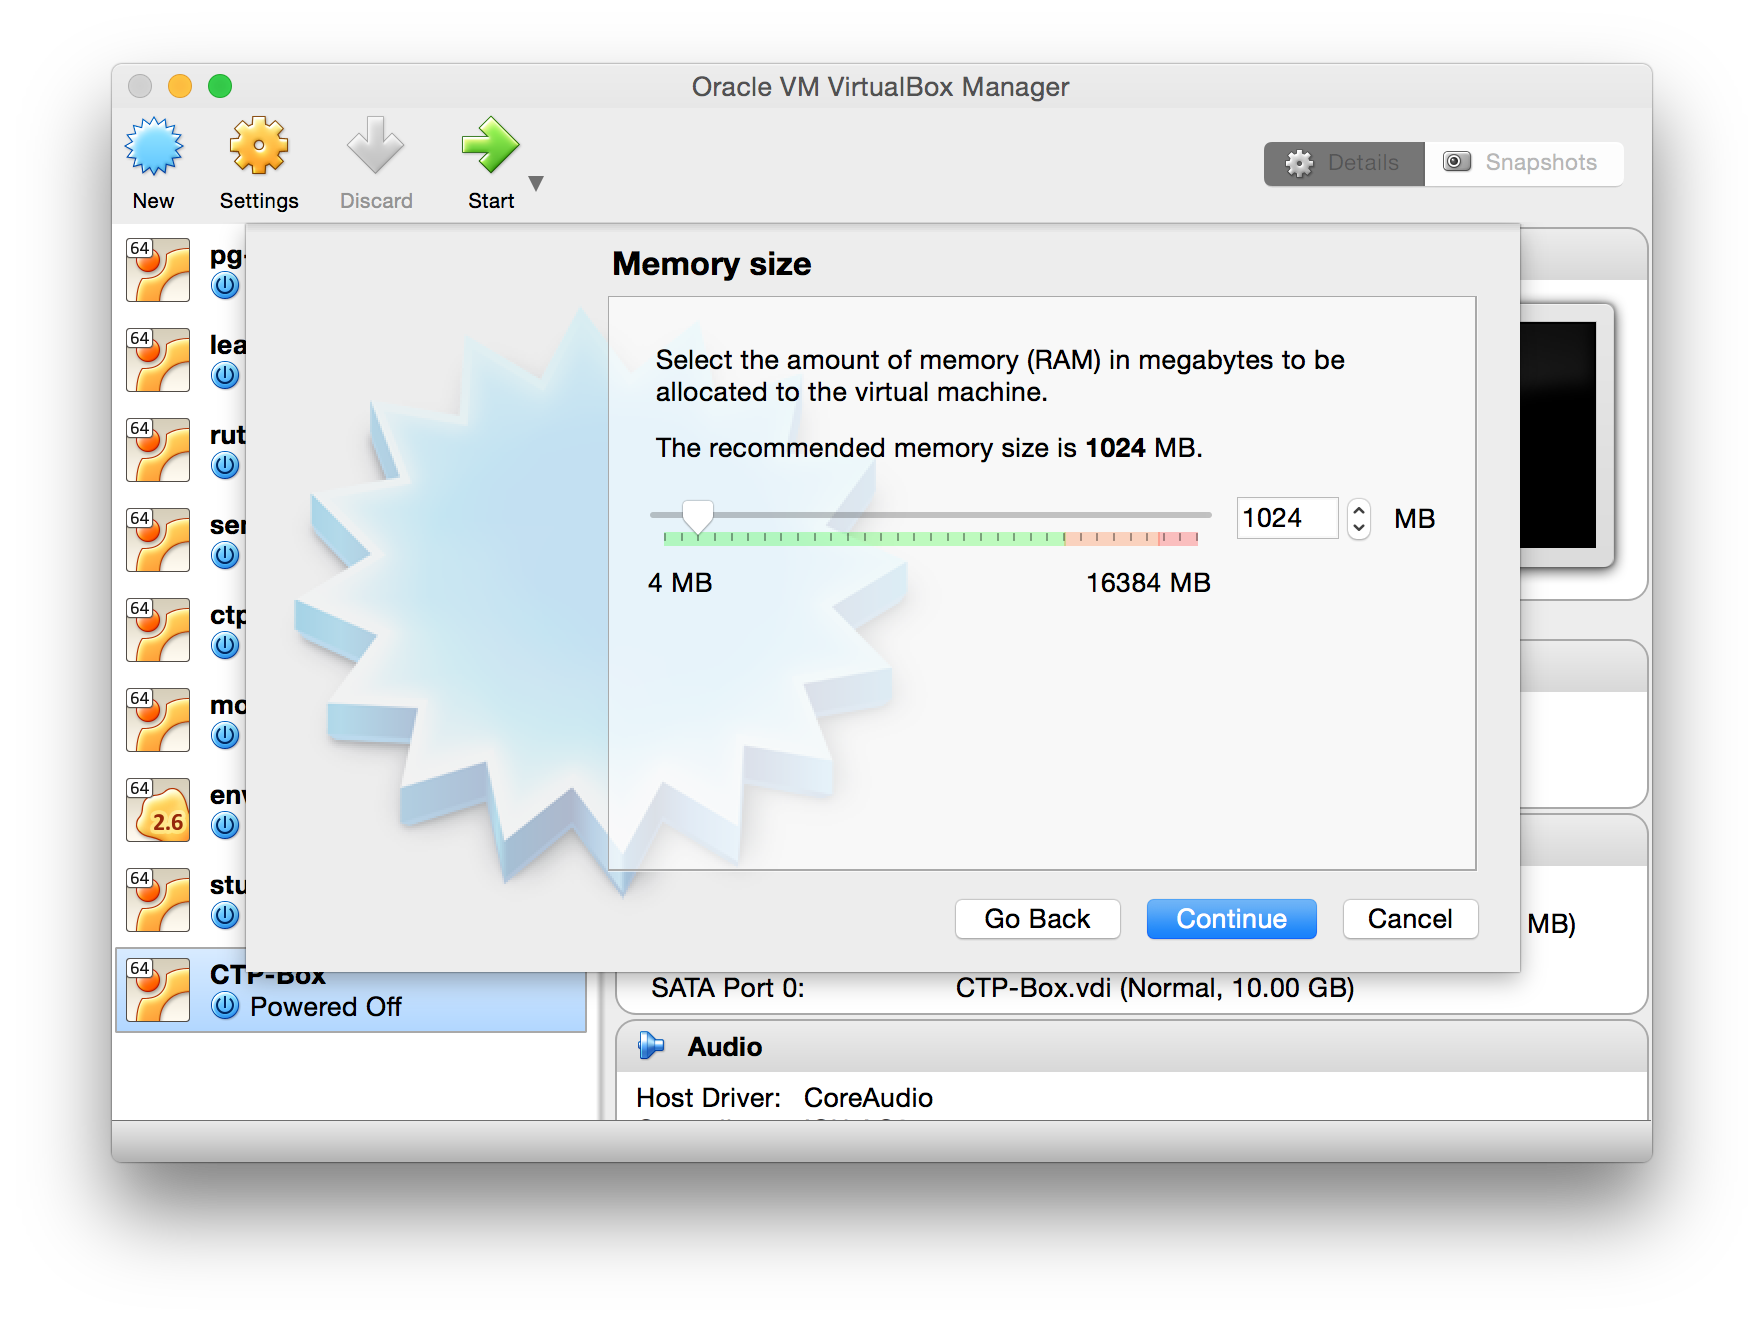 Oracle VM VirtualBox Manager
New
Settings
Discard
Start
Details
Snapshots
64
pg-
64
lea
64
rut
64
ser
64
ctp
64
mo
64
2.6
env
64
stu
64
CTP-Box
Powered Off
Memory size
Select the amount of memory (RAM) in megabytes to be
allocated to the virtual machine.
The recommended memory size is 1024 MB.
1024
MB
4 MB
16384 MB
Go Back
Continue
Cancel
MB)
SATA Port 0:
CTP-Box.vdi (Normal, 10.00 GB)
Audio
Host Driver:
CoreAudio